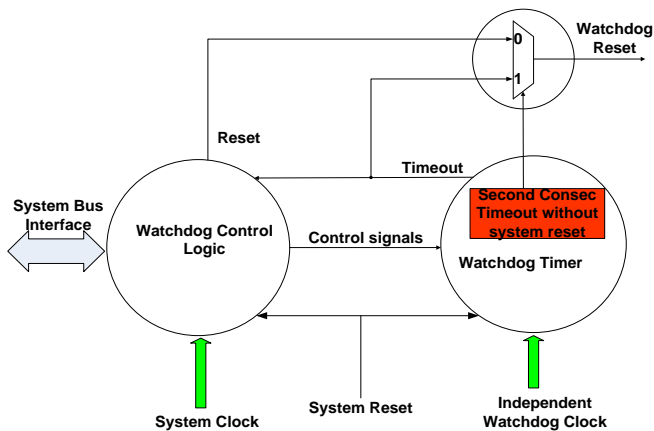 Watchdog
Reset
0
1
Reset
Timeout
System Bus
Interface
Watchdog Control
Logic
Control signals
Second Consec
Timeout without
system reset
Watchdog Timer
System Clock
System Reset
Independent
Watchdog Clock